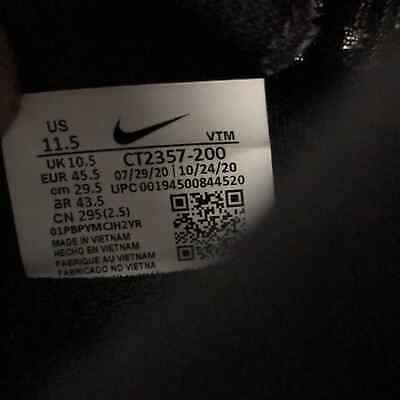 US
11.5 VTM
UK 10.5 CT2357-200
EUR 45.5 07/29/20 | 10/24/20
cm 29.5 UPC 00194500844520
BR 43.5
CN 295(2.5)
01PBPYMCJH2YR
MADE IN VIETNAM
HECHO EN VIETNAM
FABRIQUE AU VIETNAM
FABRICADO NO VIETNAM